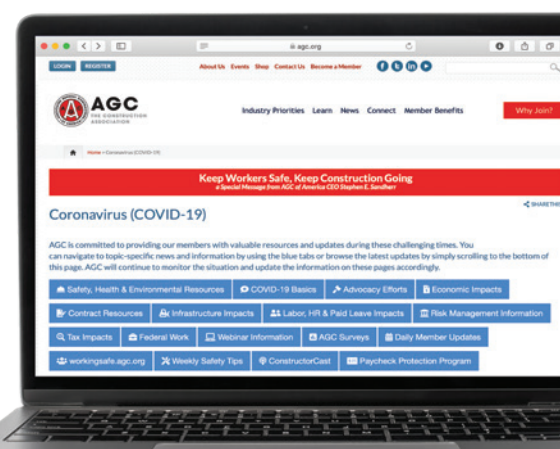 agc.org
LOGIN REGISTER About Us Events Shop Contact Us Become a Member
AGC
THE CONSTRUCTION
ASSOCIATION
Industry Priorities Learn News Connect Member Benefits Why Join?
Home » Coronavirus (COVID-19)
Keep Workers Safe, Keep Construction Going
a Special Message from AGC of America CEO Stephen E. Sandherr
SHARETHIS
Coronavirus (COVID-19)
AGC is committed to providing our members with valuable resources and updates during these challenging times. You
can navigate to topic-specific news and information by using the blue tabs or browse the latest updates by simply scrolling to the bottom of
this page. AGC will continue to monitor the situation and update the information on these pages accordingly.
Safety, Health & Environmental Resources COVID-19 Basics Advocacy Efforts Economic Impacts
Contract Resources Infrastructure Impacts Labor, HR & Paid Leave Impacts Risk Management Information
Tax Impacts Federal Work Webinar Information AGC Surveys Daily Member Updates
workingsafe.agc.org Weekly Safety Tips ConstructorCast Paycheck Protection Program